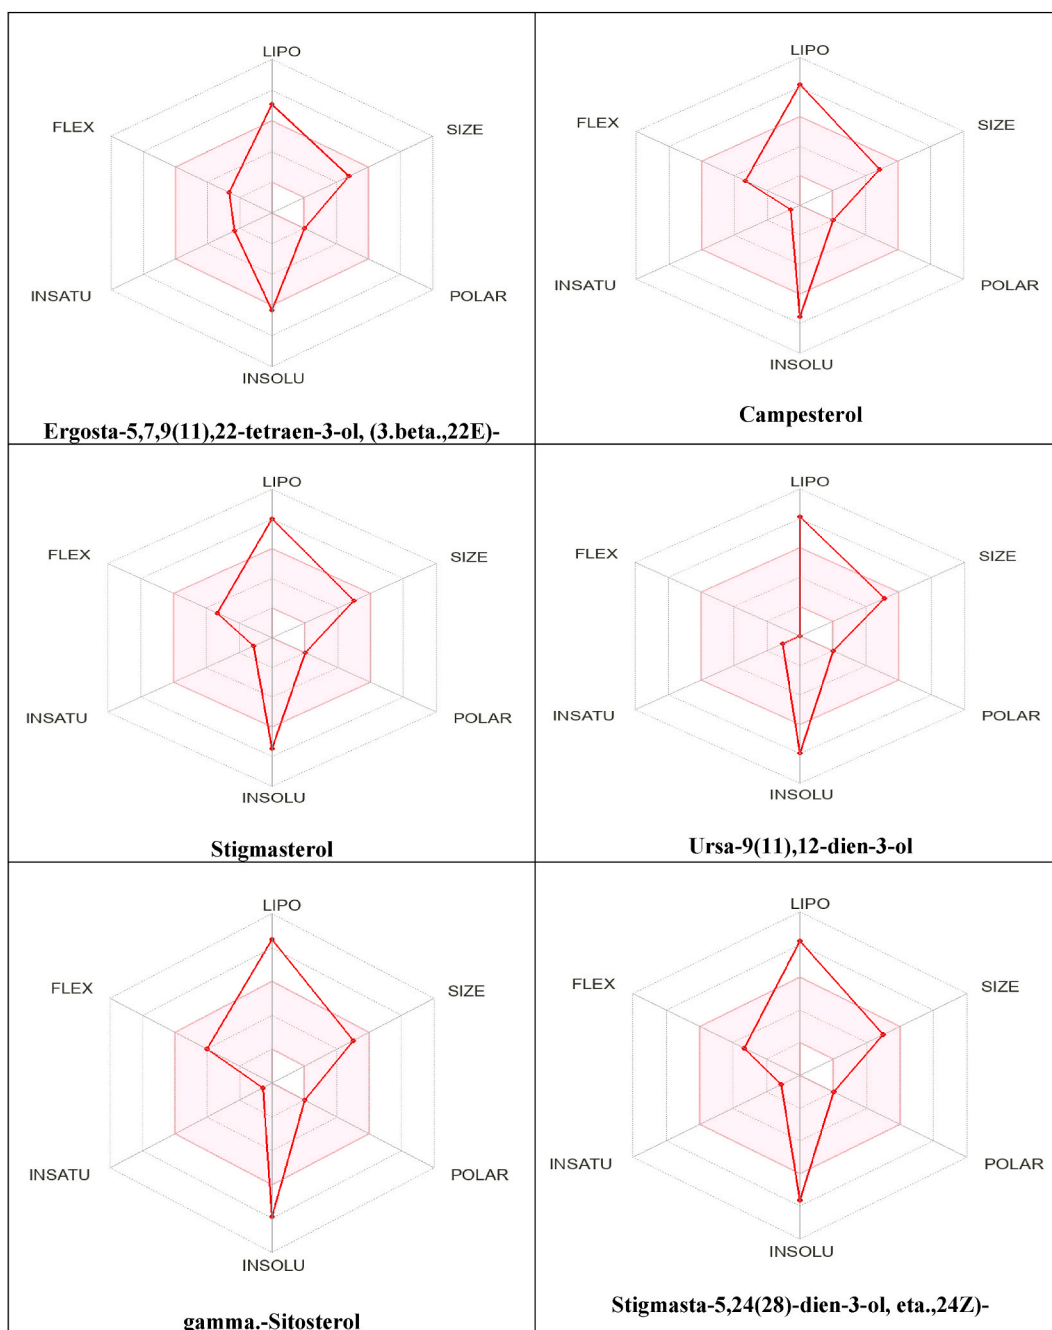 LIPO
FLEX
SIZE
INSATU
POLAR
INSOLU
Ergosta-5,7,9(11),22-tetraen-3-ol, (3.beta.,22E)-
LIPO
FLEX
SIZE
INSATU
POLAR
INSOLU
Campesterol
LIPO
FLEX
SIZE
INSATU
POLAR
INSOLU
Stigmasterol
LIPO
FLEX
SIZE
INSATU
POLAR
INSOLU
Ursa-9(11),12-dien-3-ol
LIPO
FLEX
SIZE
INSATU
POLAR
INSOLU
gamma.-Sitosterol
LIPO
FLEX
SIZE
INSATU
POLAR
INSOLU
Stigmasta-5,24(28)-dien-3-ol, eta.,24Z)-